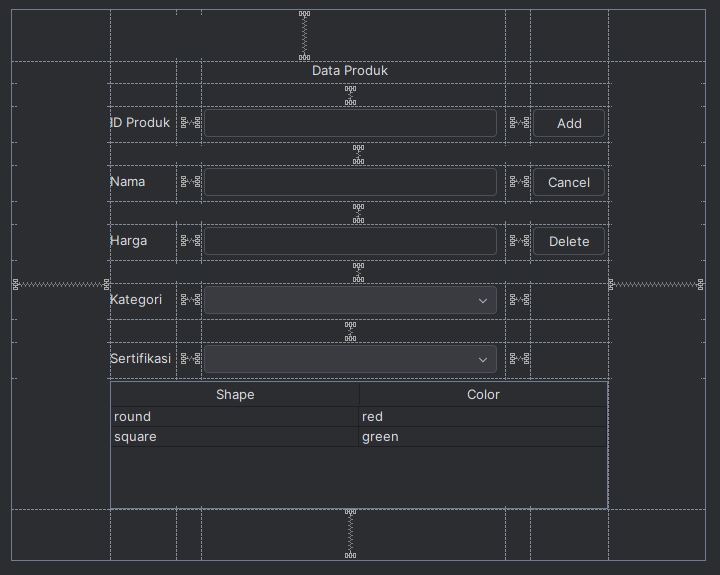 Data Produk
ID Produk Add
Nama Cancel
Harga Delete
Kategori
Sertifikasi
Shape Color
round red
square green